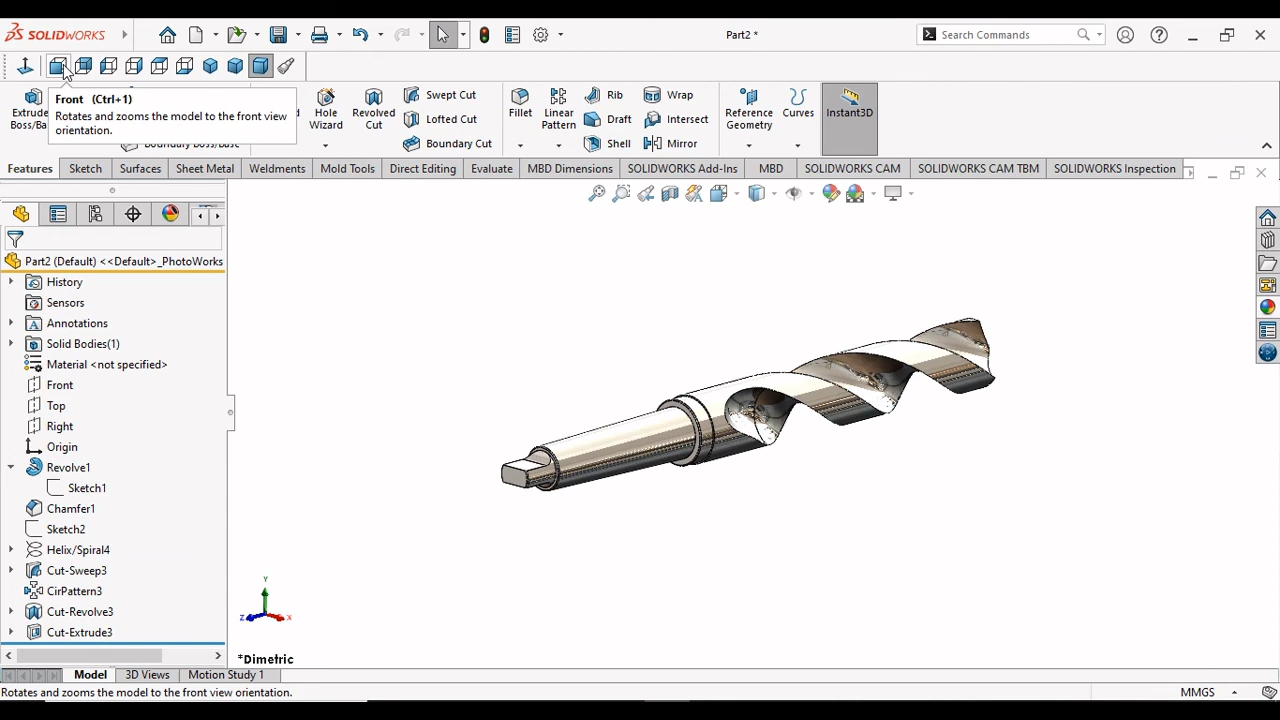 SOLIDWORKS
Part2 *
Search Commands
Front (Ctrl+1)
Rotates and zooms the model to the front view
orientation.
Extrude
Boss/Ba
Hole
Wizard
Revolved
Cut
Swept Cut
Lofted Cut
Boundary Cut
Fillet
Linear
Pattern
Rib
Draft
Shell
Wrap
Intersect
Mirror
Reference
Geometry
Curves
Instant3D
Features
Sketch
Surfaces
Sheet Metal
Weldments
Mold Tools
Direct Editing
Evaluate
MBD Dimensions
SOLIDWORKS Add-Ins
MBD
SOLIDWORKS CAM
SOLIDWORKS CAM TBM
SOLIDWORKS Inspection
Part2 (Default) <<Default>_PhotoWorks
History
Sensors
Annotations
Solid Bodies(1)
Material <not specified>
Front
Top
Right
Origin
Revolve1
Sketch1
Chamfer1
Sketch2
Helix/Spiral4
Cut-Sweep3
CirPattern3
Cut-Revolve3
Cut-Extrude3
Y
Z X
*Dimetric
Model
3D Views
Motion Study 1
Rotates and zooms the model to the front view orientation.
MMGS